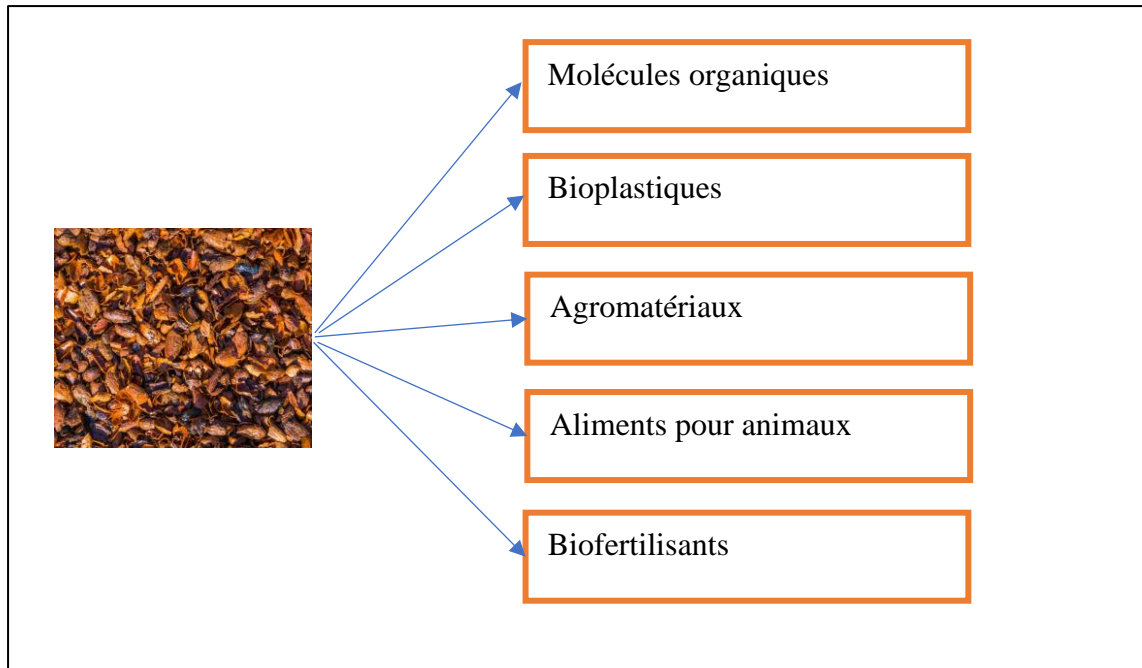 Molécules organiques
Bioplastiques
Agromatériaux
Aliments pour animaux
Biofertilisants